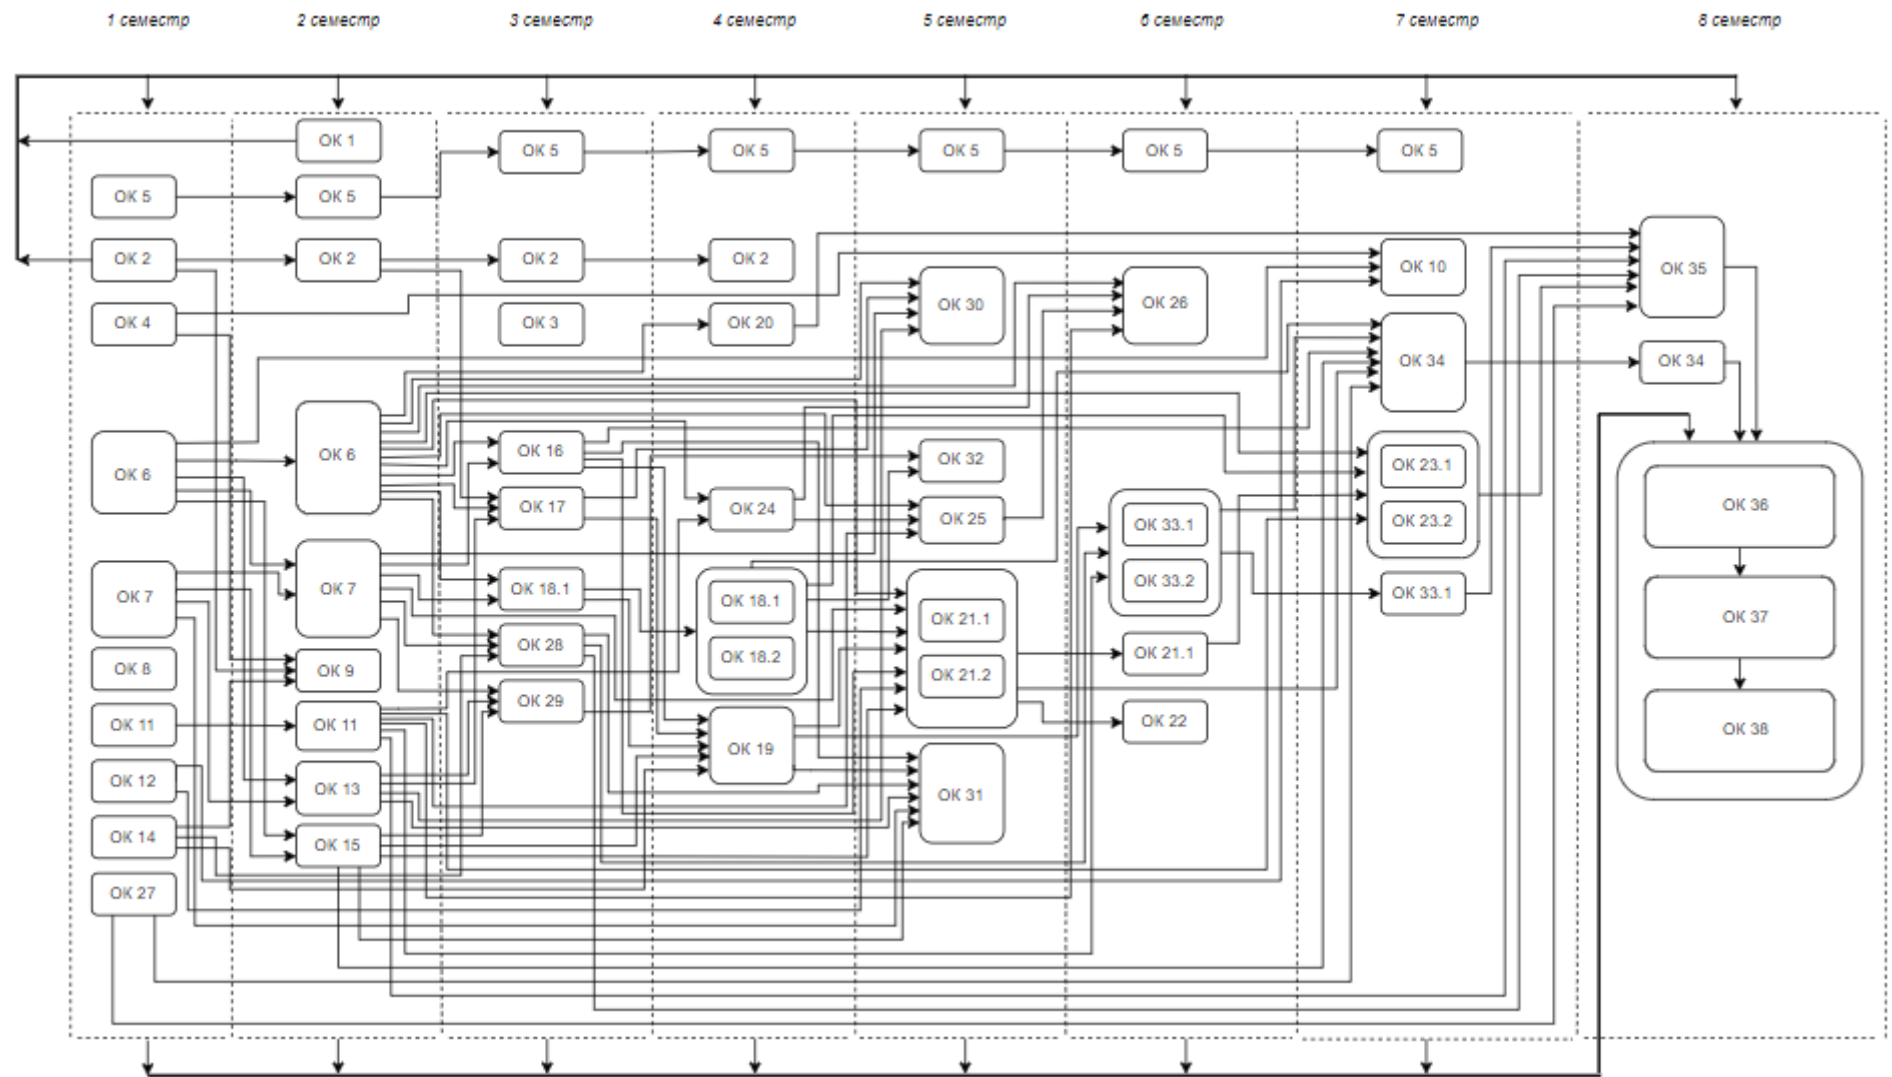 1 семестр
2 семестр
3 семестр
4 семестр
5 семестр
6 семестр
7 семестр
8 семестр
ОК 5
ОК 2
ОК 4
ОК 6
ОК 7
ОК 8
ОК 11
ОК 12
ОК 14
ОК 27
ОК 1
ОК 5
ОК 2
ОК 6
ОК 7
ОК 9
ОК 11
ОК 13
ОК 15
ОК 5
ОК 2
ОК 3
ОК 16
ОК 17
ОК 18.1
ОК 28
ОК 29
ОК 5
ОК 2
ОК 20
ОК 24
ОК 18.1
ОК 18.2
ОК 19
ОК 5
ОК 30
ОК 32
ОК 25
ОК 21.1
ОК 21.2
ОК 31
ОК 5
ОК 26
ОК 33.1
ОК 33.2
ОК 21.1
ОК 22
ОК 5
ОК 10
ОК 34
ОК 23.1
ОК 23.2
ОК 33.1
ОК 35
ОК 34
ОК 36
ОК 37
ОК 38